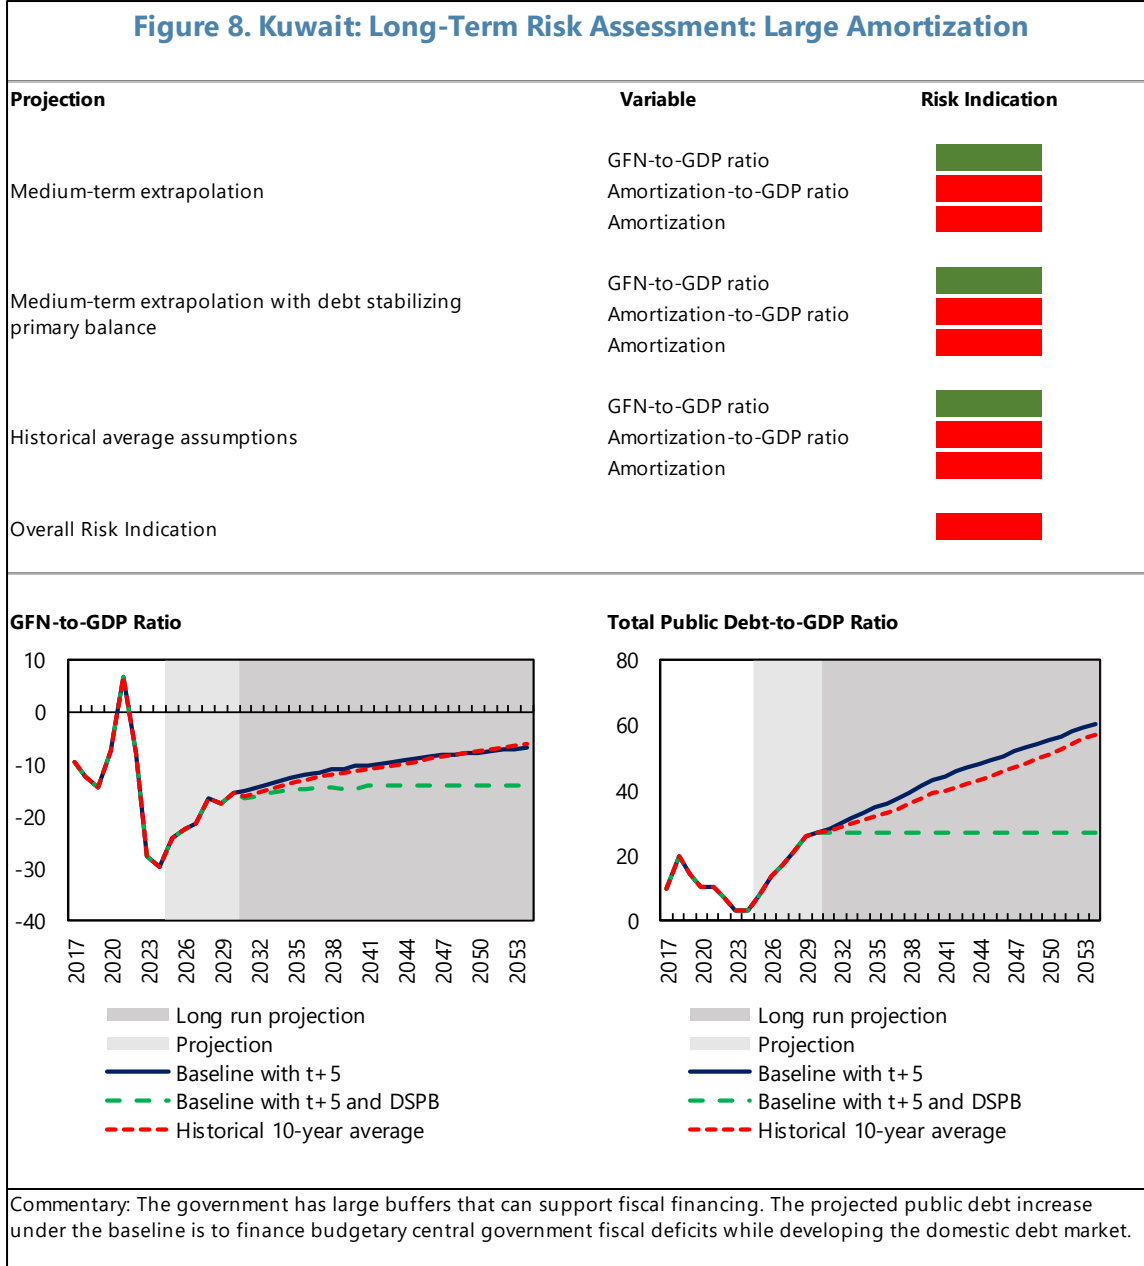 Figure 8. Kuwait: Long-Term Risk Assessment: Large Amortization
Projection Variable Risk Indication
GFN-to-GDP ratio
Medium-term extrapolation Amortization-to-GDP ratio
Amortization
GFN-to-GDP ratio
Medium-term extrapolation with debt stabilizing
primary balance
Amortization-to-GDP ratio
Amortization
GFN-to-GDP ratio
Historical average assumptions Amortization-to-GDP ratio
Amortization
Overall Risk Indication
GFN-to-GDP Ratio
10
0
-10
-20
-30
-40
2017 2020 2023 2026 2029 2032 2035 2038 2041 2044 2047 2050 2053
Long run projection
Projection
Baseline with t+5
Baseline with t+5 and DSPB
Historical 10-year average
Total Public Debt-to-GDP Ratio
80
60
40
20
0
2017 2020 2023 2026 2029 2032 2035 2038 2041 2044 2047 2050 2053
Long run projection
Projection
Baseline with t+5
Baseline with t+5 and DSPB
Historical 10-year average
Commentary: The government has large buffers that can support fiscal financing. The projected public debt increase
under the baseline is to finance budgetary central government fiscal deficits while developing the domestic debt market.